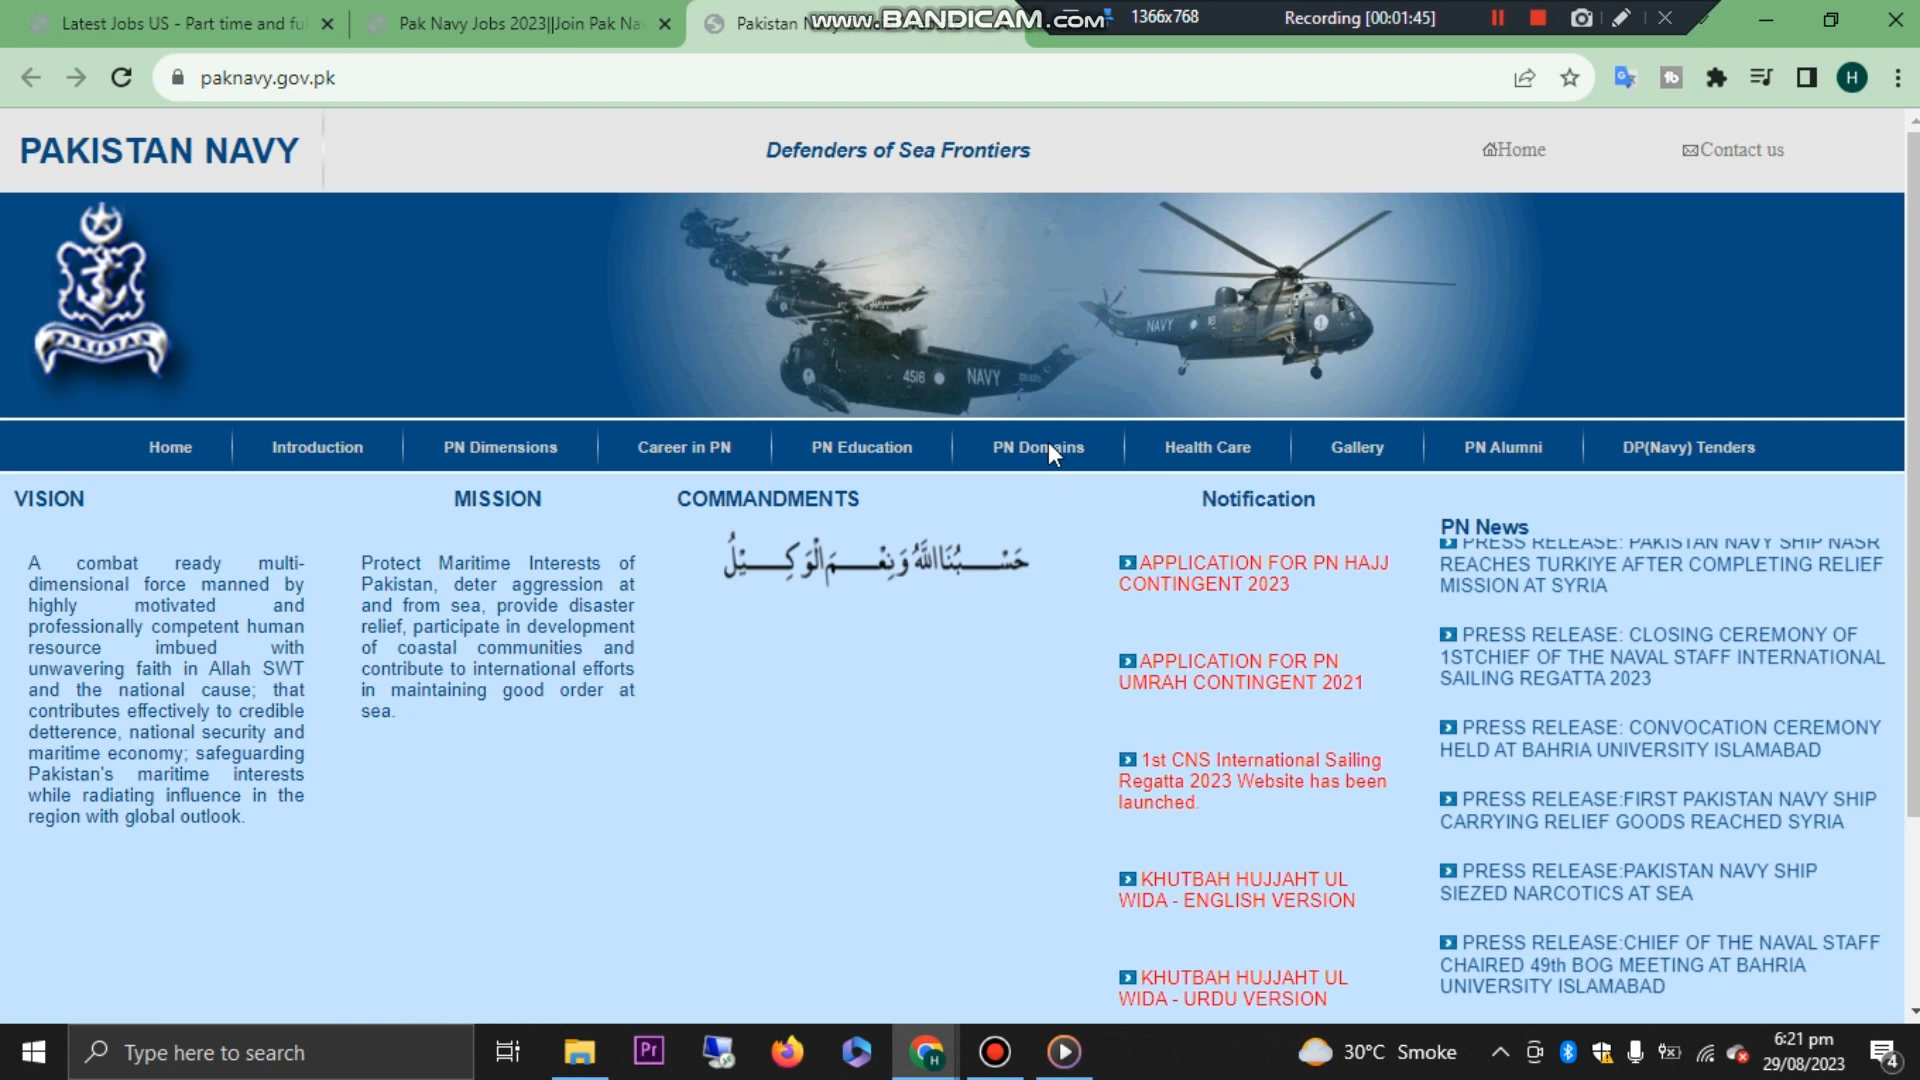 Latest Jobs US - Part time and ful
Pak Navy Jobs 2023||Join Pak Nav
Pakistan N
www.BANDICAM.com
1366x768
Recording [00:01:45]
paknavy.gov.pk
H
PAKISTAN NAVY
Defenders of Sea Frontiers
Home
Contact us
4516
NAVY
NAVY
16
Home
Introduction
PN Dimensions
Career in PN
PN Education
PN Domains
Health Care
Gallery
PN Alumni
DP(Navy) Tenders
VISION
A combat ready multi-
dimensional force manned by
highly motivated and
professionally competent human
resource imbued with
unwavering faith in Allah SWT
and the national cause; that
contributes effectively to credible
detterence, national security and
maritime economy; safeguarding
Pakistan's maritime interests
while radiating influence in the
region with global outlook.
MISSION
Protect Maritime Interests of
Pakistan, deter aggression at
and from sea, provide disaster
relief, participate in development
of coastal communities and
contribute to international efforts
in maintaining good order at
sea.
COMMANDMENTS
حَسْبُنَا اللَّهُ وَنِعْمَ الْوَكِيلُ
Notification
APPLICATION FOR PN HAJJ
CONTINGENT 2023
APPLICATION FOR PN
UMRAH CONTINGENT 2021
1st CNS International Sailing
Regatta 2023 Website has been
launched.
KHUTBAH HUJJAHT UL
WIDA - ENGLISH VERSION
KHUTBAH HUJJAHT UL
WIDA - URDU VERSION
PN News
PRESS RELEASE: PAKISTAN NAVY SHIP NASR
REACHES TURKIYE AFTER COMPLETING RELIEF
MISSION AT SYRIA
PRESS RELEASE: CLOSING CEREMONY OF
1STCHIEF OF THE NAVAL STAFF INTERNATIONAL
SAILING REGATTA 2023
PRESS RELEASE: CONVOCATION CEREMONY
HELD AT BAHRIA UNIVERSITY ISLAMABAD
PRESS RELEASE:FIRST PAKISTAN NAVY SHIP
CARRYING RELIEF GOODS REACHED SYRIA
PRESS RELEASE:PAKISTAN NAVY SHIP
SIEZED NARCOTICS AT SEA
PRESS RELEASE:CHIEF OF THE NAVAL STAFF
CHAIRED 49th BOG MEETING AT BAHRIA
UNIVERSITY ISLAMABAD
Type here to search
Pr
H
30°C Smoke
6:21 pm
29/08/2023
4